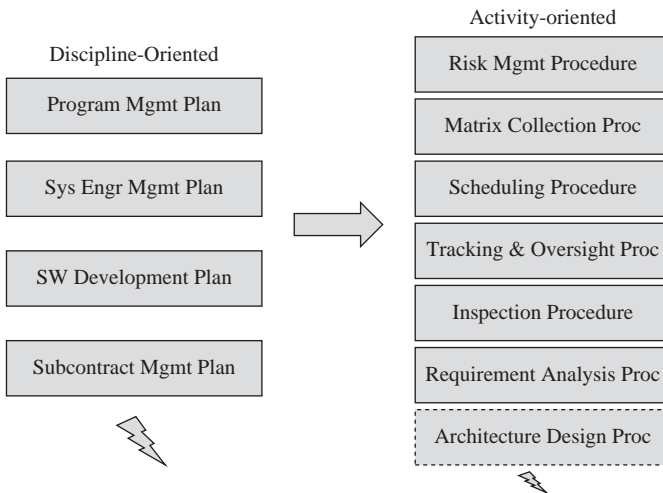 Discipline-Oriented
Program Mgmt Plan
Sys Engr Mgmt Plan
SW Development Plan
Subcontract Mgmt Plan
Activity-oriented
Risk Mgmt Procedure
Matrix Collection Proc
Scheduling Procedure
Tracking & Oversight Proc
Inspection Procedure
Requirement Analysis Proc
Architecture Design Proc